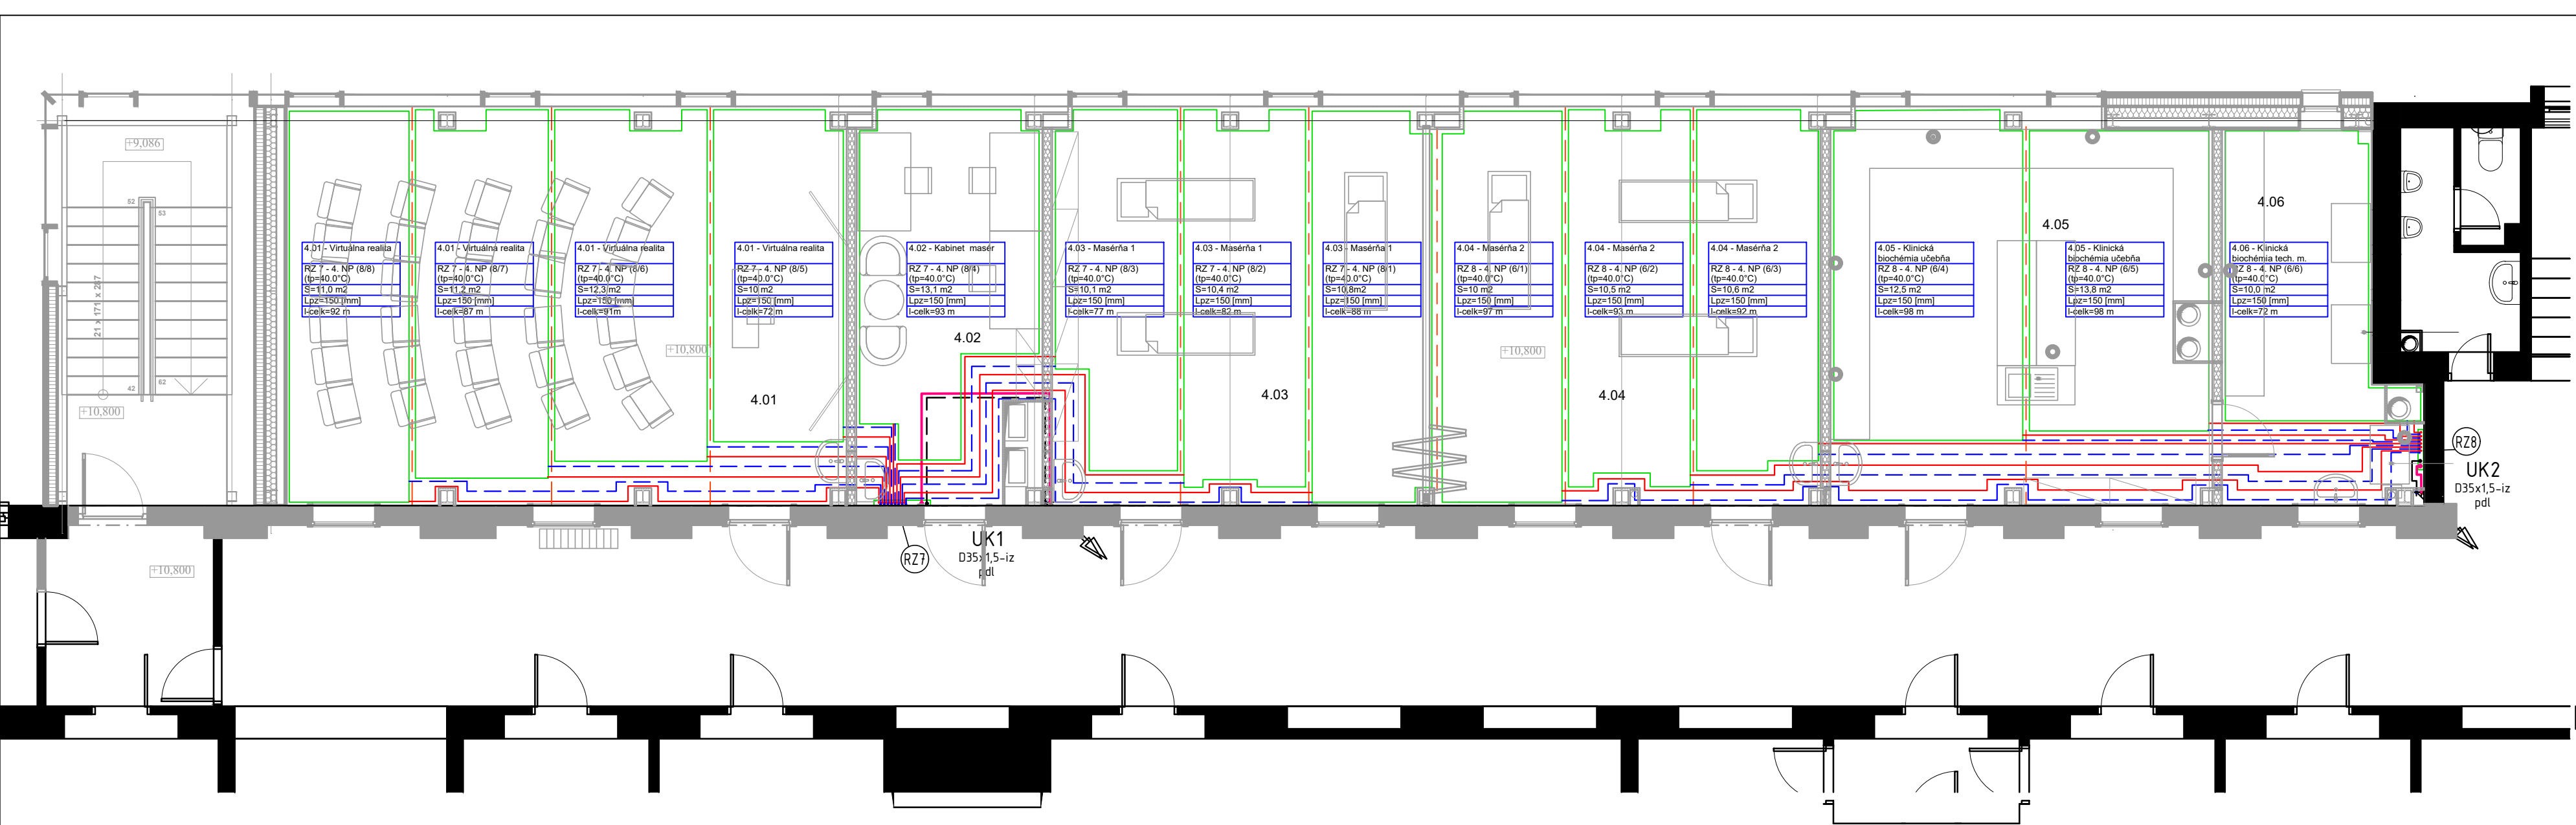 +9,086
52
53
21 x 171 x 287
42
62
+10,800
+10,800
4.01 - Virtuálna realita
RZ 7 - 4. NP (8/8)
(tp=40.0°C)
S=11,0 m2
Lpz=150 [mm]
l-celk=92 m
4.01 - Virtuálna realita
RZ 7 - 4. NP (8/7)
(tp=40.0°C)
S=11,2 m2
Lpz=150 [mm]
l-celk=87 m
4.01 - Virtuálna realita
RZ 7 - 4. NP (8/6)
(tp=40.0°C)
S=12,3 m2
Lpz=150 [mm]
l-celk=91m
4.01 - Virtuálna realita
RZ 7 - 4. NP (8/5)
(tp=40.0°C)
S=10 m2
Lpz=150 [mm]
l-celk=72 m
+10,800
4.01
4.02 - Kabinet masér
RZ 7 - 4. NP (8/4)
(tp=40.0°C)
S=13,1 m2
Lpz=150 [mm]
l-celk=93 m
4.02
4.03 - Masérňa 1
RZ 7 - 4. NP (8/3)
(tp=40.0°C)
S=10,1 m2
Lpz=150 [mm]
l-celk=77 m
4.03 - Masérňa 1
RZ 7 - 4. NP (8/2)
(tp=40.0°C)
S=10,4 m2
Lpz=150 [mm]
l-celk=82 m
4.03
4.03 - Masérňa 1
RZ 7 - 4. NP (8/1)
(tp=40.0°C)
S=10,8m2
Lpz=150 [mm]
l-celk=88 m
4.04 - Masérňa 2
RZ 8 - 4. NP (6/1)
(tp=40.0°C)
S=10 m2
Lpz=150 [mm]
l-celk=97 m
+10,800
4.04 - Masérňa 2
RZ 8 - 4. NP (6/2)
(tp=40.0°C)
S=10,5 m2
Lpz=150 [mm]
l-celk=93 m
4.04
4.04 - Masérňa 2
RZ 8 - 4. NP (6/3)
(tp=40.0°C)
S=10,6 m2
Lpz=150 [mm]
l-celk=92 m
4.05 - Klinická
biochémia učebňa
RZ 8 - 4. NP (6/4)
(tp=40.0°C)
S=12,5 m2
Lpz=150 [mm]
l-celk=98 m
4.05
4.05 - Klinická
biochémia učebňa
RZ 8 - 4. NP (6/5)
(tp=40.0°C)
S=13,8 m2
Lpz=150 [mm]
l-celk=98 m
4.06
4.06 - Klinická
biochémia tech. m.
RZ 8 - 4. NP (6/6)
(tp=40.0°C)
S=10,0 m2
Lpz=150 [mm]
l-celk=72 m
RZ8
UK2
D35x1,5-iz
pdl
RZ7
UK1
D35x1,5-iz
pdl
+10,800